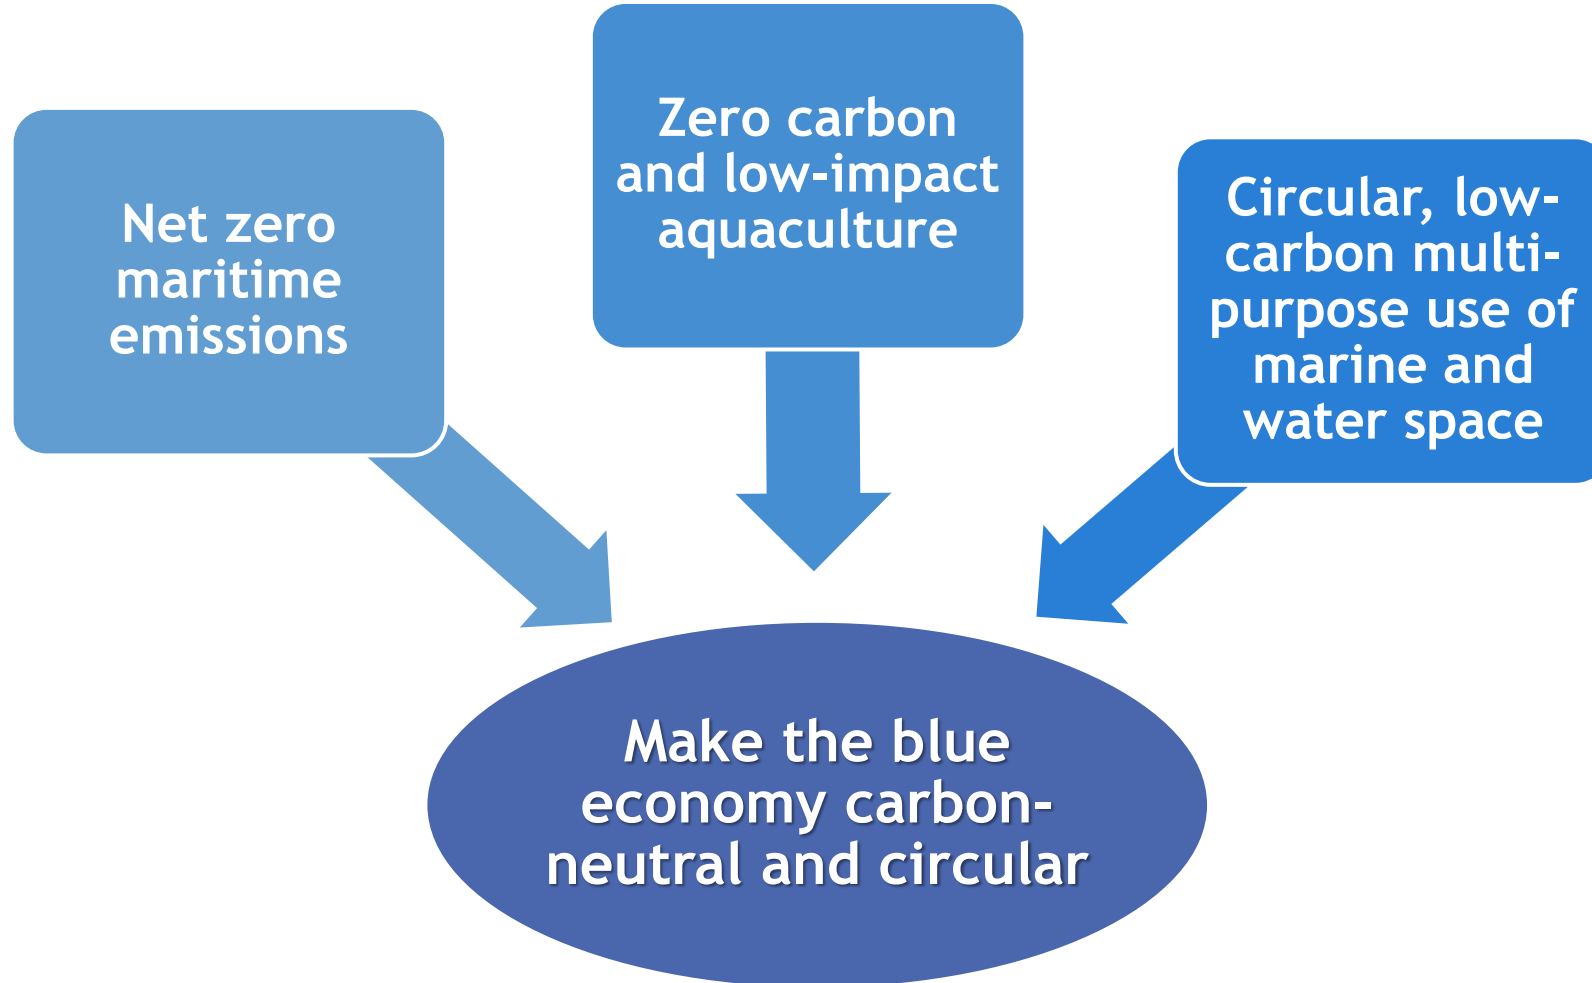 Net zero
maritime
emissions
Zero carbon
and low-impact
aquaculture
Circular, low-
carbon multi-
purpose use of
marine and
water space
Make the blue
economy carbon-
neutral and circular